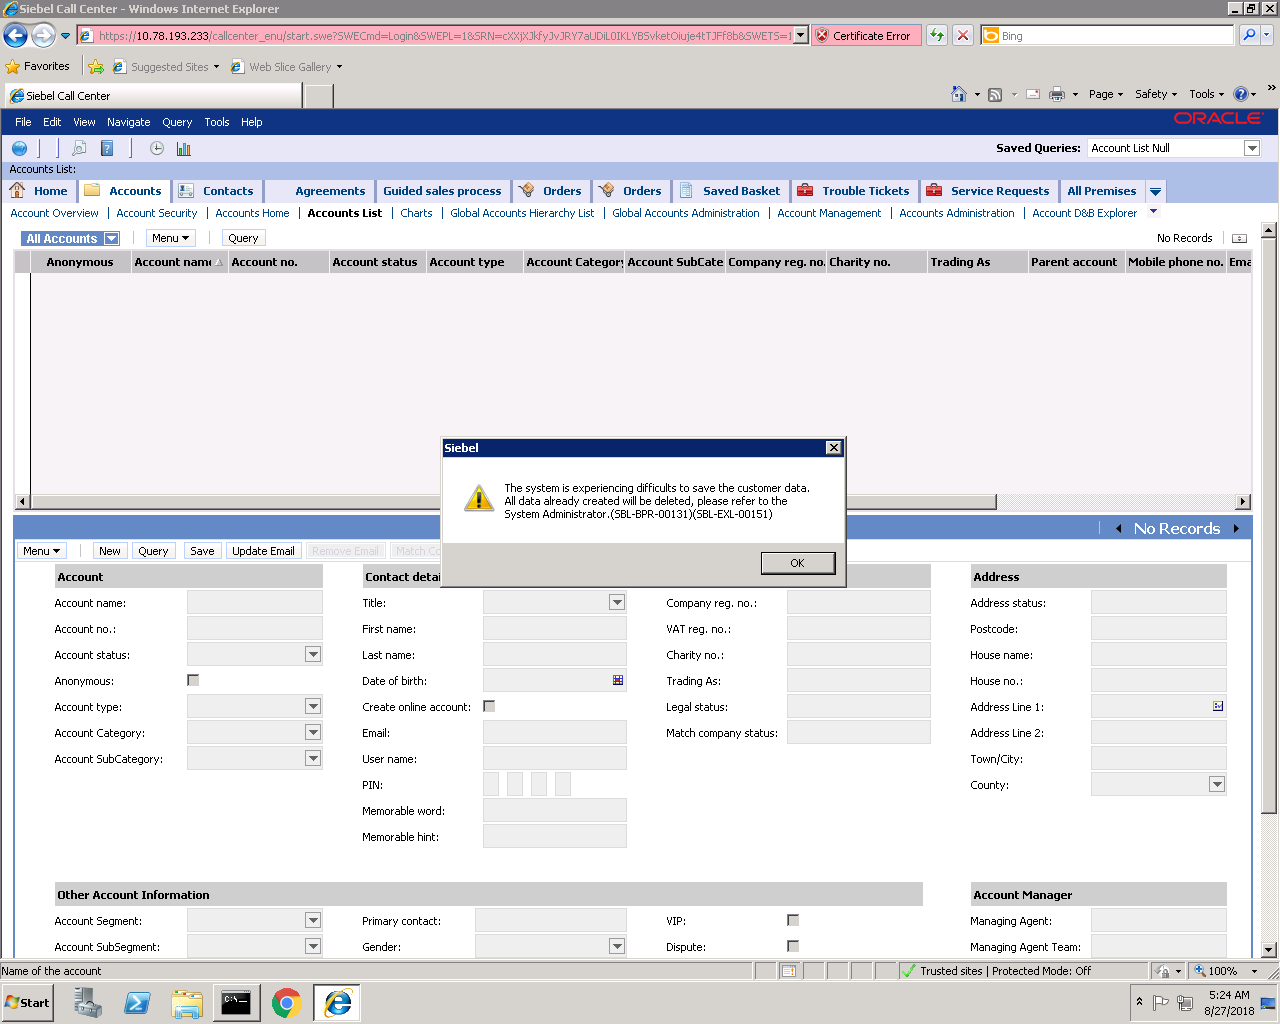 Siebel Call Center - Windows Internet Explorer
https://10.78.193.233/callcenter_enu/start.swe?SWECmd=Login&SWEPL=1&SRN=
Certificate Error
Bing
Favorites
Suggested Sites
Web Slice Gallery
Siebel Call Center
Page
Safety
Tools
File Edit View Navigate Query Tools Help
ORACLE
Saved Queries:
Account List Null
Accounts List:
Home
Accounts
Contacts
Agreements
Guided sales process
Orders
Orders
Saved Basket
Trouble Tickets
Service Requests
All Premises
Account Overview | Account Security | Accounts Home | Accounts List | Charts | Global Accounts Hierarchy List | Global Accounts Administration | Account Management | Accounts Administration | Account D&B Explorer
All Accounts
Menu
Query
No Records
Anonymous
Account name
Account no.
Account status
Account type
Account Category
Account SubCate
Company reg. no.
Charity no.
Trading As
Parent account
Mobile phone no.
Ema
Siebel
The system is experiencing difficults to save the customer data.
All data already created will be deleted, please refer to the
System Administrator.(SBL-BPR-00131)(SBL-EXL-00151)
OK
No Records
Menu
New
Query
Save
Update Email
Remove Email
Match Co
Account
Account name:
Account no.:
Account status:
Anonymous:
Account type:
Account Category:
Account SubCategory:
Contact detai
Title:
First name:
Last name:
Date of birth:
Create online account:
Email:
User name:
PIN:
Memorable word:
Memorable hint:
Company reg. no.:
VAT reg. no.:
Charity no.:
Trading As:
Legal status:
Match company status:
Address
Address status:
Postcode:
House name:
House no.:
Address Line 1:
Address Line 2:
Town/City:
County:
Other Account Information
Account Segment:
Account SubSegment:
Primary contact:
Gender:
VIP:
Dispute:
Account Manager
Managing Agent:
Managing Agent Team:
Name of the account
Trusted sites | Protected Mode: Off
100%
Start
5:24 AM
8/27/2018